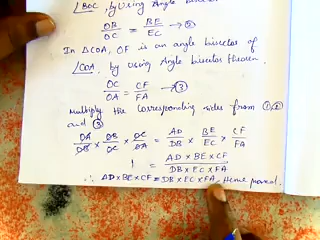 ∠BOC, by Using Angle bisector
OB/OC = BE/EC → ②
In ΔCOA, OF is an angle bisector of
∠COA, by using Angle bisector theorem.
OC/OA = CF/FA → ③
Multiply the corresponding sides from ①, ②
and ③
OA/OB × OB/OC × OC/OA = AD/DB × BE/EC × CF/FA
1 = AD × BE × CF / DB × EC × FA
∴ AD × BE × CF = DB × EC × FA. Hence proved.